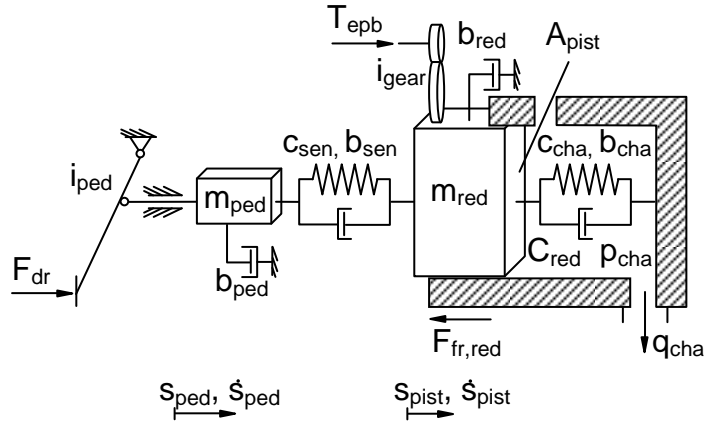 T_epb
b_red
A_pist
i_gear
c_sen, b_sen
c_cha, b_cha
i_ped
m_ped
m_red
F_dr
b_ped
C_red
p_cha
F_fr,red
q_cha
s_ped, ṡ_ped
s_pist, ṡ_pist